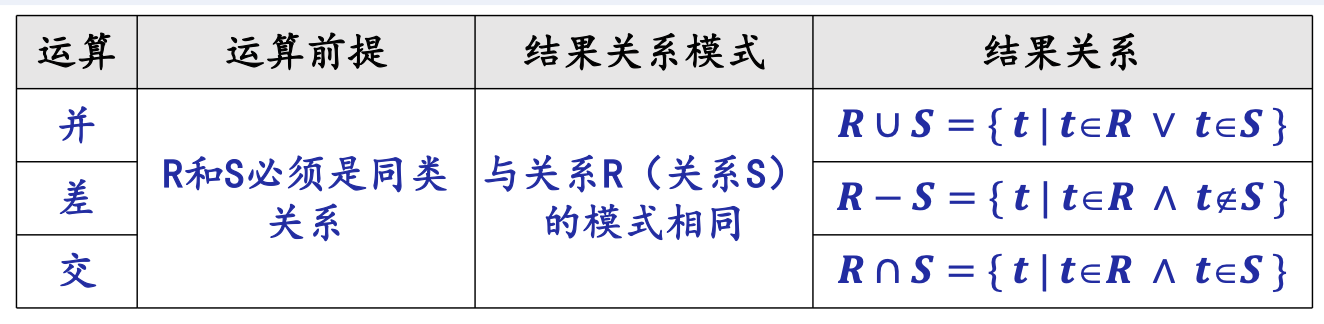 运算 运算前提 结果关系模式 结果关系
并 R ∪ S = { t | t∈R ∨ t∈S }
R和S必须是同类 与关系R（关系S）
差 R − S = { t | t∈R ∧ t∉S }
关系 的模式相同
交 R ∩ S = { t | t∈R ∧ t∈S }